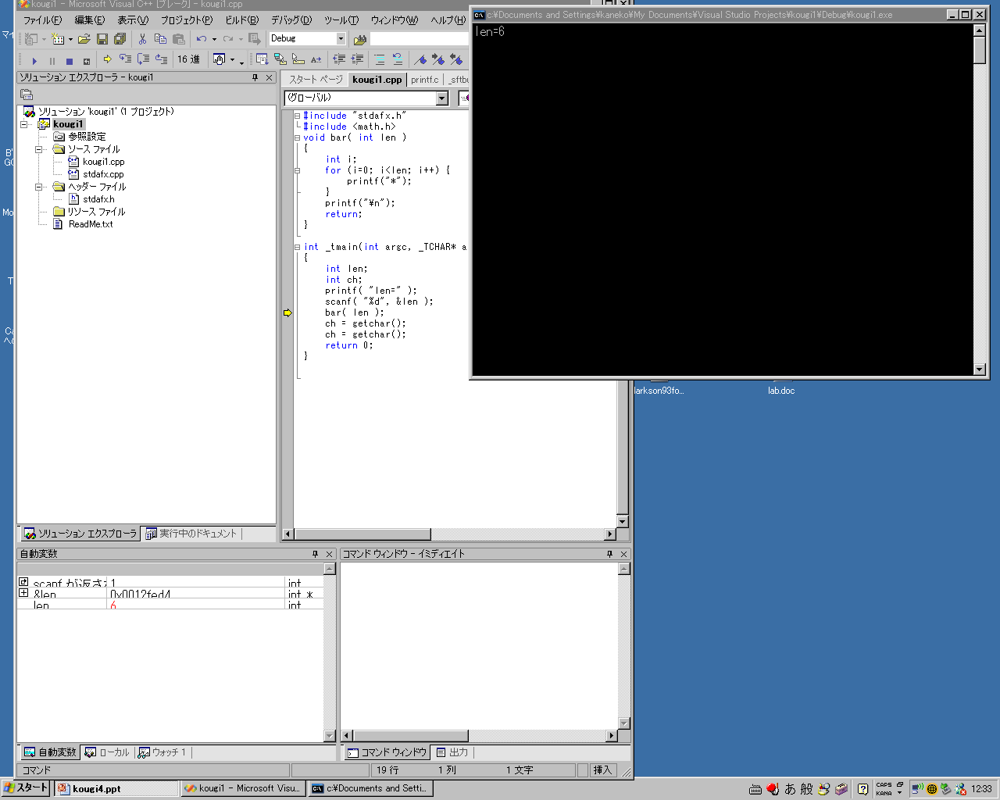 kougi1 - Microsoft Visual C++ [ブレーク] - kougi1.cpp
ファイル(F) 編集(E) 表示(V) プロジェクト(P) ビルド(B) デバッグ(D) ツール(T) ウィンドウ(W) ヘルプ(H)
Debug
16 進
ソリューション エクスプローラ - kougi1
ソリューション 'kougi1' (1 プロジェクト)
kougi1
参照設定
ソース ファイル
kougi1.cpp
stdafx.cpp
ヘッダー ファイル
stdafx.h
リソース ファイル
ReadMe.txt
ソリューション エクスプローラ 実行中のドキュメント
スタート ページ kougi1.cpp printf.c _sftbu
(グローバル)
#include "stdafx.h"
#include <math.h>
void bar( int len )
{
int i;
for (i=0; i<len; i++) {
printf("*");
}
printf("¥n");
return;
}
int _tmain(int argc, _TCHAR* a
{
int len;
int ch;
printf( "len=" );
scanf( "%d", &len );
bar( len );
ch = getchar();
ch = getchar();
return 0;
}
c:¥Documents and Settings¥kaneko¥My Documents¥Visual Studio Projects¥kougi1¥Debug¥kougi1.exe
len=6
larkson93fo...
lab.doc
自動変数
scanf が返さ 1 int
&len 0x0012fed4 int *
len 6 int
自動変数 ローカル ウォッチ 1
コマンド ウィンドウ - イミディエイト
コマンド ウィンドウ 出力
コマンド 19 行 1 列 1 文字 挿入
スタート kougi4.ppt kougi1 - Microsoft Visu... c:¥Documents and Setti... あ 般 CAPS KANA 12:33